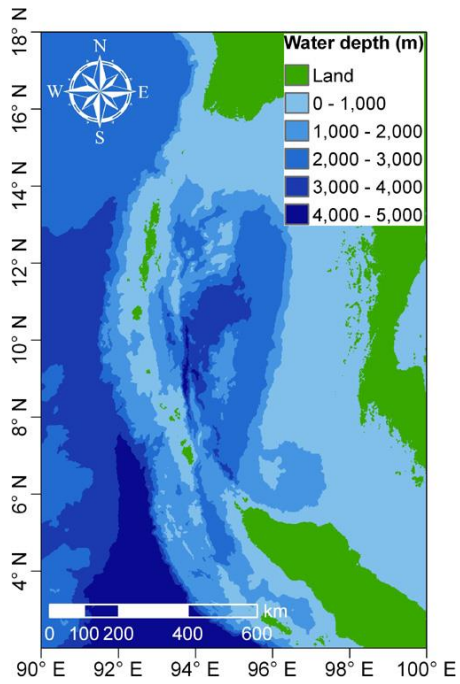 18° N
16° N
14° N
12° N
10° N
8° N
6° N
4° N
N
W E
S
Water depth (m)
Land
0 - 1,000
1,000 - 2,000
2,000 - 3,000
3,000 - 4,000
4,000 - 5,000
km
0 100 200 400 600
90° E 92° E 94° E 96° E 98° E 100° E